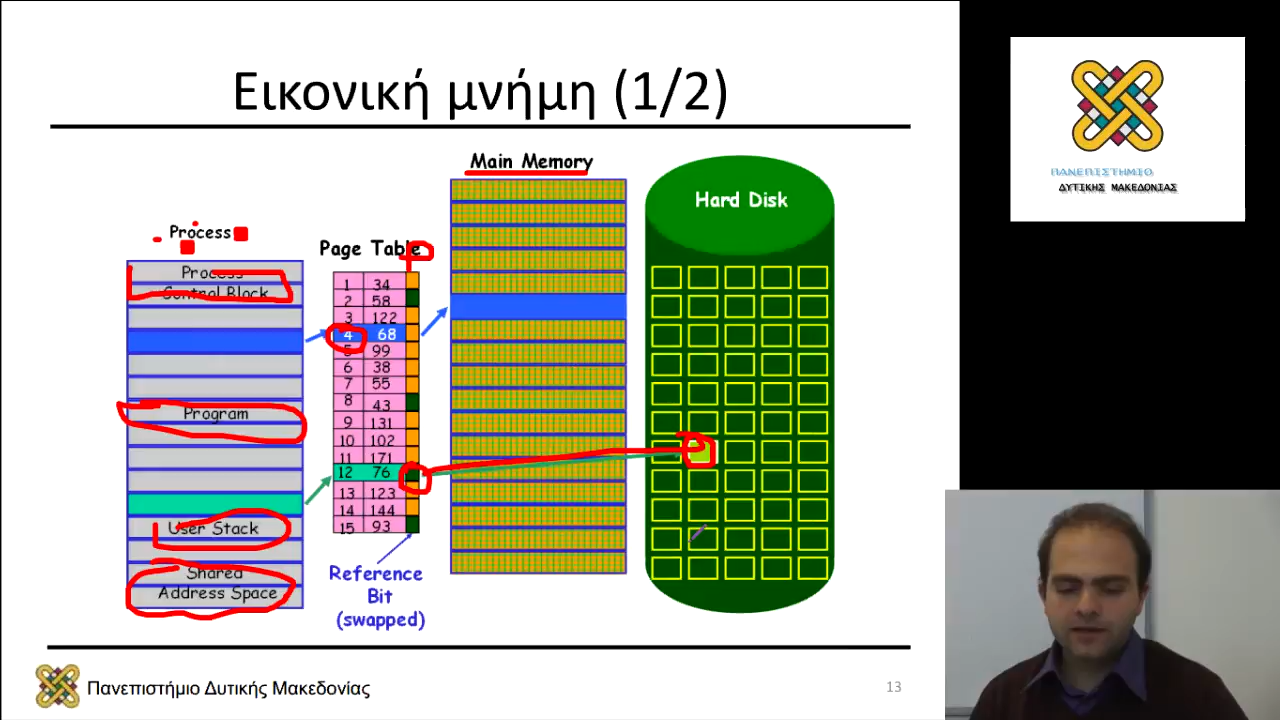 Εικονική μνήμη (1/2)
ΠΑΝΕΠΙΣΤΗΜΙΟ
ΔΥΤΙΚΗΣ ΜΑΚΕΔΟΝΙΑΣ
Main Memory
Hard Disk
Process
Page Table
Process
Control Block
Program
User Stack
Shared
Address Space
1 34
2 58
3 122
4 68
5 99
6 38
7 55
8 43
9 131
10 102
11 171
12 76
13 123
14 144
15 93
Reference
Bit
(swapped)
Πανεπιστήμιο Δυτικής Μακεδονίας
13